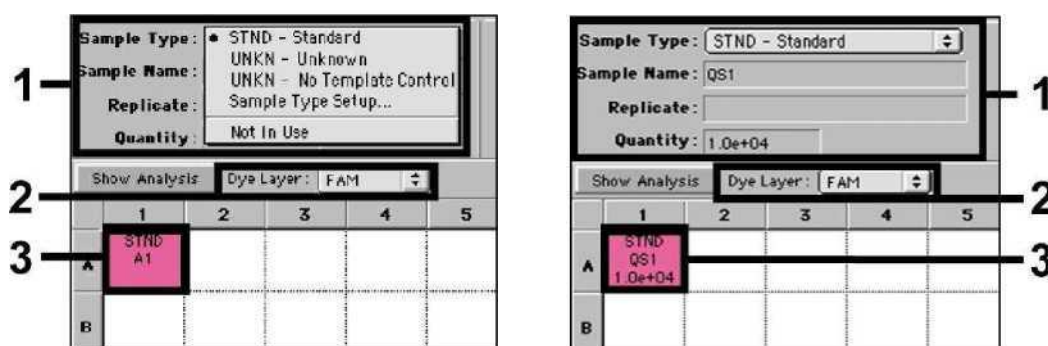 Sample Type:
● STND - Standard
UNKN - Unknown
Sample Name:
UNKN - No Template Control
Replicate:
Sample Type Setup...
Quantity:
Not In Use
1
Show Analysis Dye Layer: FAM
2
1 2 3 4 5
STND
A1
3
A
B
Sample Type: STND - Standard
Sample Name: QS1
1
Replicate:
Quantity: 1.0e+04
Show Analysis Dye Layer: FAM
2
1 2 3 4 5
STND
QS1
1.0e+04
3
A
B